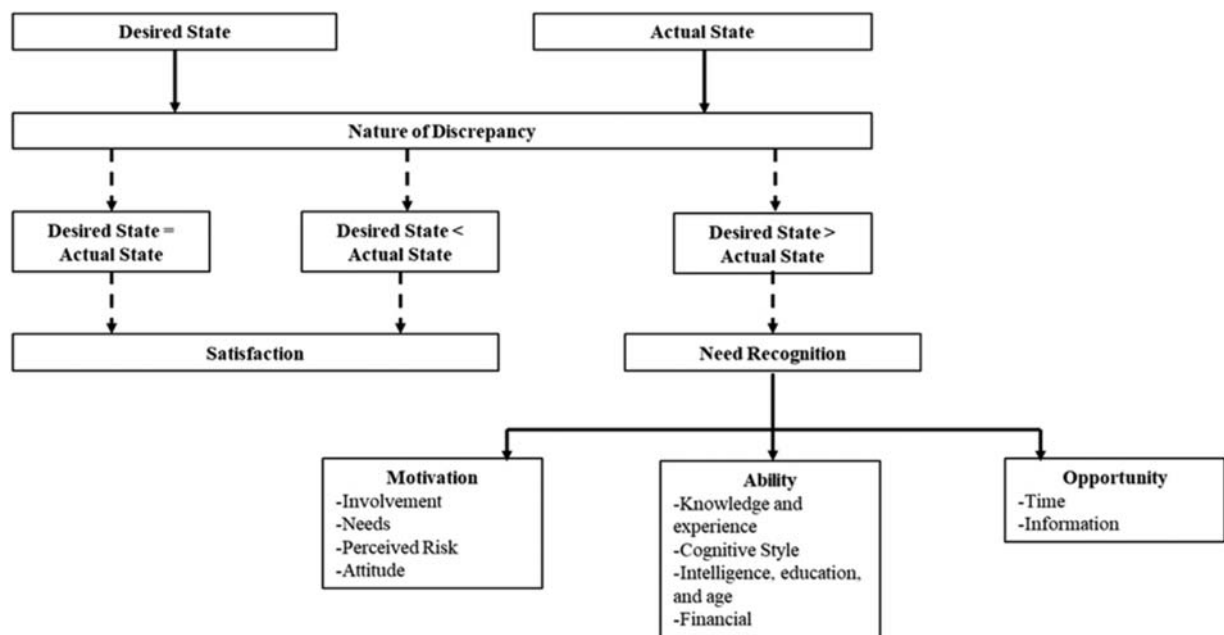 Desired State
Actual State
Nature of Discrepancy
Desired State =
Actual State
Desired State <
Actual State
Desired State >
Actual State
Satisfaction
Need Recognition
Motivation
-Involvement
-Needs
-Perceived Risk
-Attitude
Ability
-Knowledge and
experience
-Cognitive Style
-Intelligence, education,
and age
-Financial
Opportunity
-Time
-Information